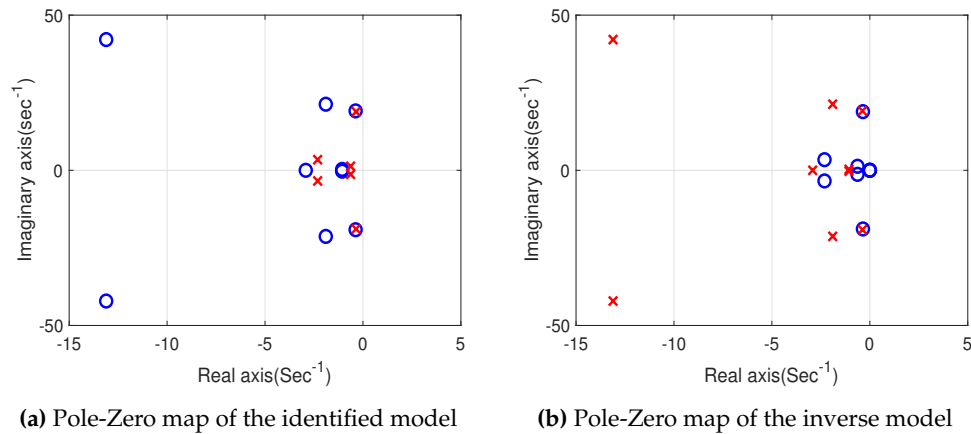 50
0
-50
-15
-10
-5
0
5
Imaginary axis(sec⁻¹)
Real axis(Sec⁻¹)
(a) Pole-Zero map of the identified model
50
0
-50
-15
-10
-5
0
5
Imaginary axis(sec⁻¹)
Real axis(Sec⁻¹)
(b) Pole-Zero map of the inverse model